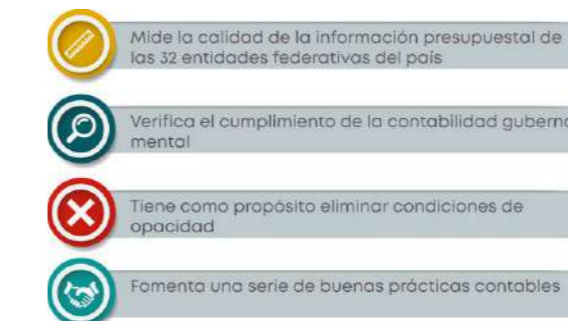 Mide la calidad de la información presupuestal de
las 32 entidades federativas del país
Verifica el cumplimiento de la contabilidad guberna
mental
Tiene como propósito eliminar condiciones de
opacidad
Fomenta una serie de buenas prácticas contables